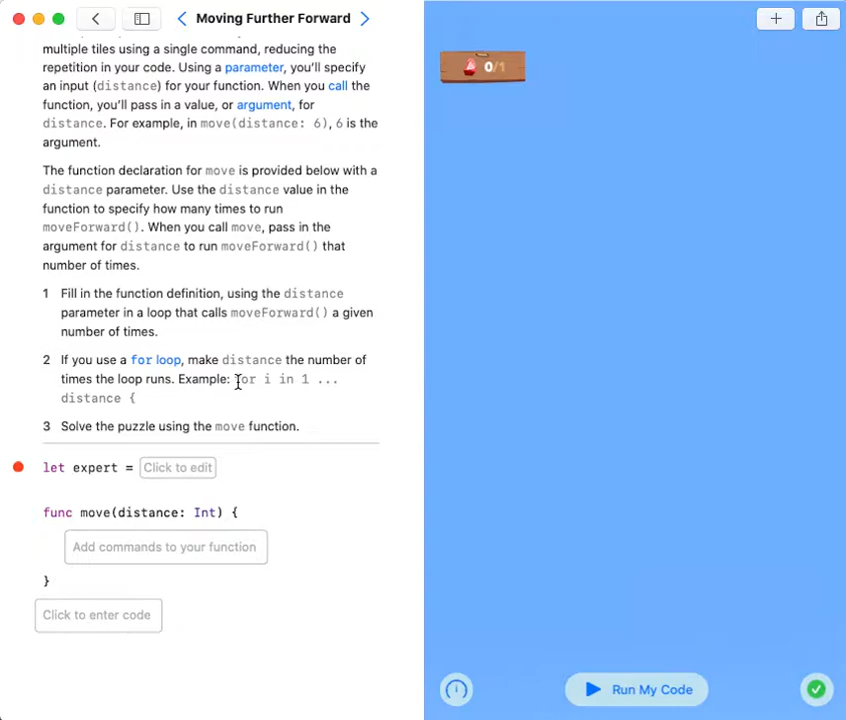 Moving Further Forward
multiple tiles using a single command, reducing the
repetition in your code. Using a parameter, you'll specify
an input (distance) for your function. When you call the
function, you'll pass in a value, or argument, for
distance. For example, in move(distance: 6), 6 is the
argument.
The function declaration for move is provided below with a
distance parameter. Use the distance value in the
function to specify how many times to run
moveForward(). When you call move, pass in the
argument for distance to run moveForward() that
number of times.
1 Fill in the function definition, using the distance
parameter in a loop that calls moveForward() a given
number of times.
2 If you use a for loop, make distance the number of
times the loop runs. Example: for i in 1 ...
distance {
3 Solve the puzzle using the move function.
let expert = Click to edit
func move(distance: Int) {
Add commands to your function
}
Click to enter code
0/1
Run My Code